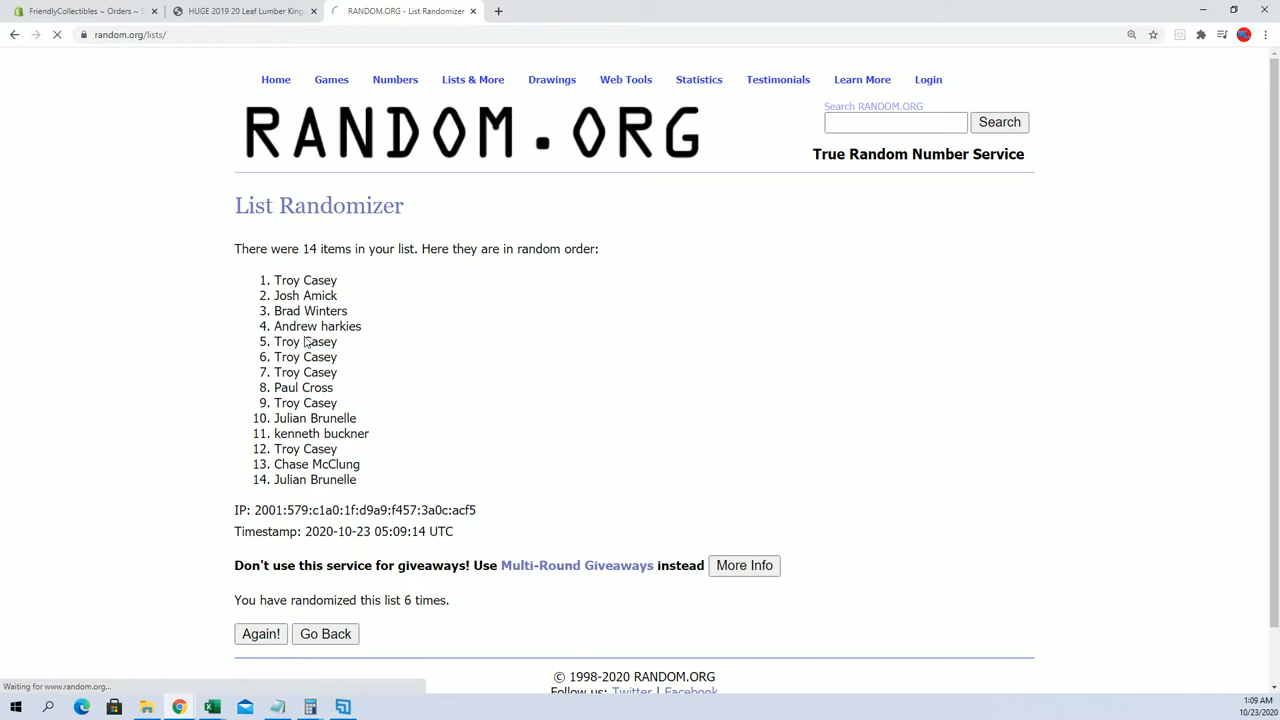 FriendlyCollectibles ~ Orders ~ S
HUGE 2019 20 Leaf Lumber King
RANDOM.ORG - List Randomizer
random.org/lists/
Home Games Numbers Lists & More Drawings Web Tools Statistics Testimonials Learn More Login
RANDOM.ORG
Search RANDOM.ORG
Search
True Random Number Service
List Randomizer
There were 14 items in your list. Here they are in random order:
1. Troy Casey
2. Josh Amick
3. Brad Winters
4. Andrew harkies
5. Troy Casey
6. Troy Casey
7. Troy Casey
8. Paul Cross
9. Troy Casey
10. Julian Brunelle
11. kenneth buckner
12. Troy Casey
13. Chase McClung
14. Julian Brunelle
IP: 2001:579:c1a0:1f:d9a9:f457:3a0c:acf5
Timestamp: 2020-10-23 05:09:14 UTC
Don't use this service for giveaways! Use Multi-Round Giveaways instead More Info
You have randomized this list 6 times.
Again! Go Back
© 1998-2020 RANDOM.ORG
Follow us: Twitter | Facebook
Waiting for www.random.org...
1:09 AM
10/23/2020